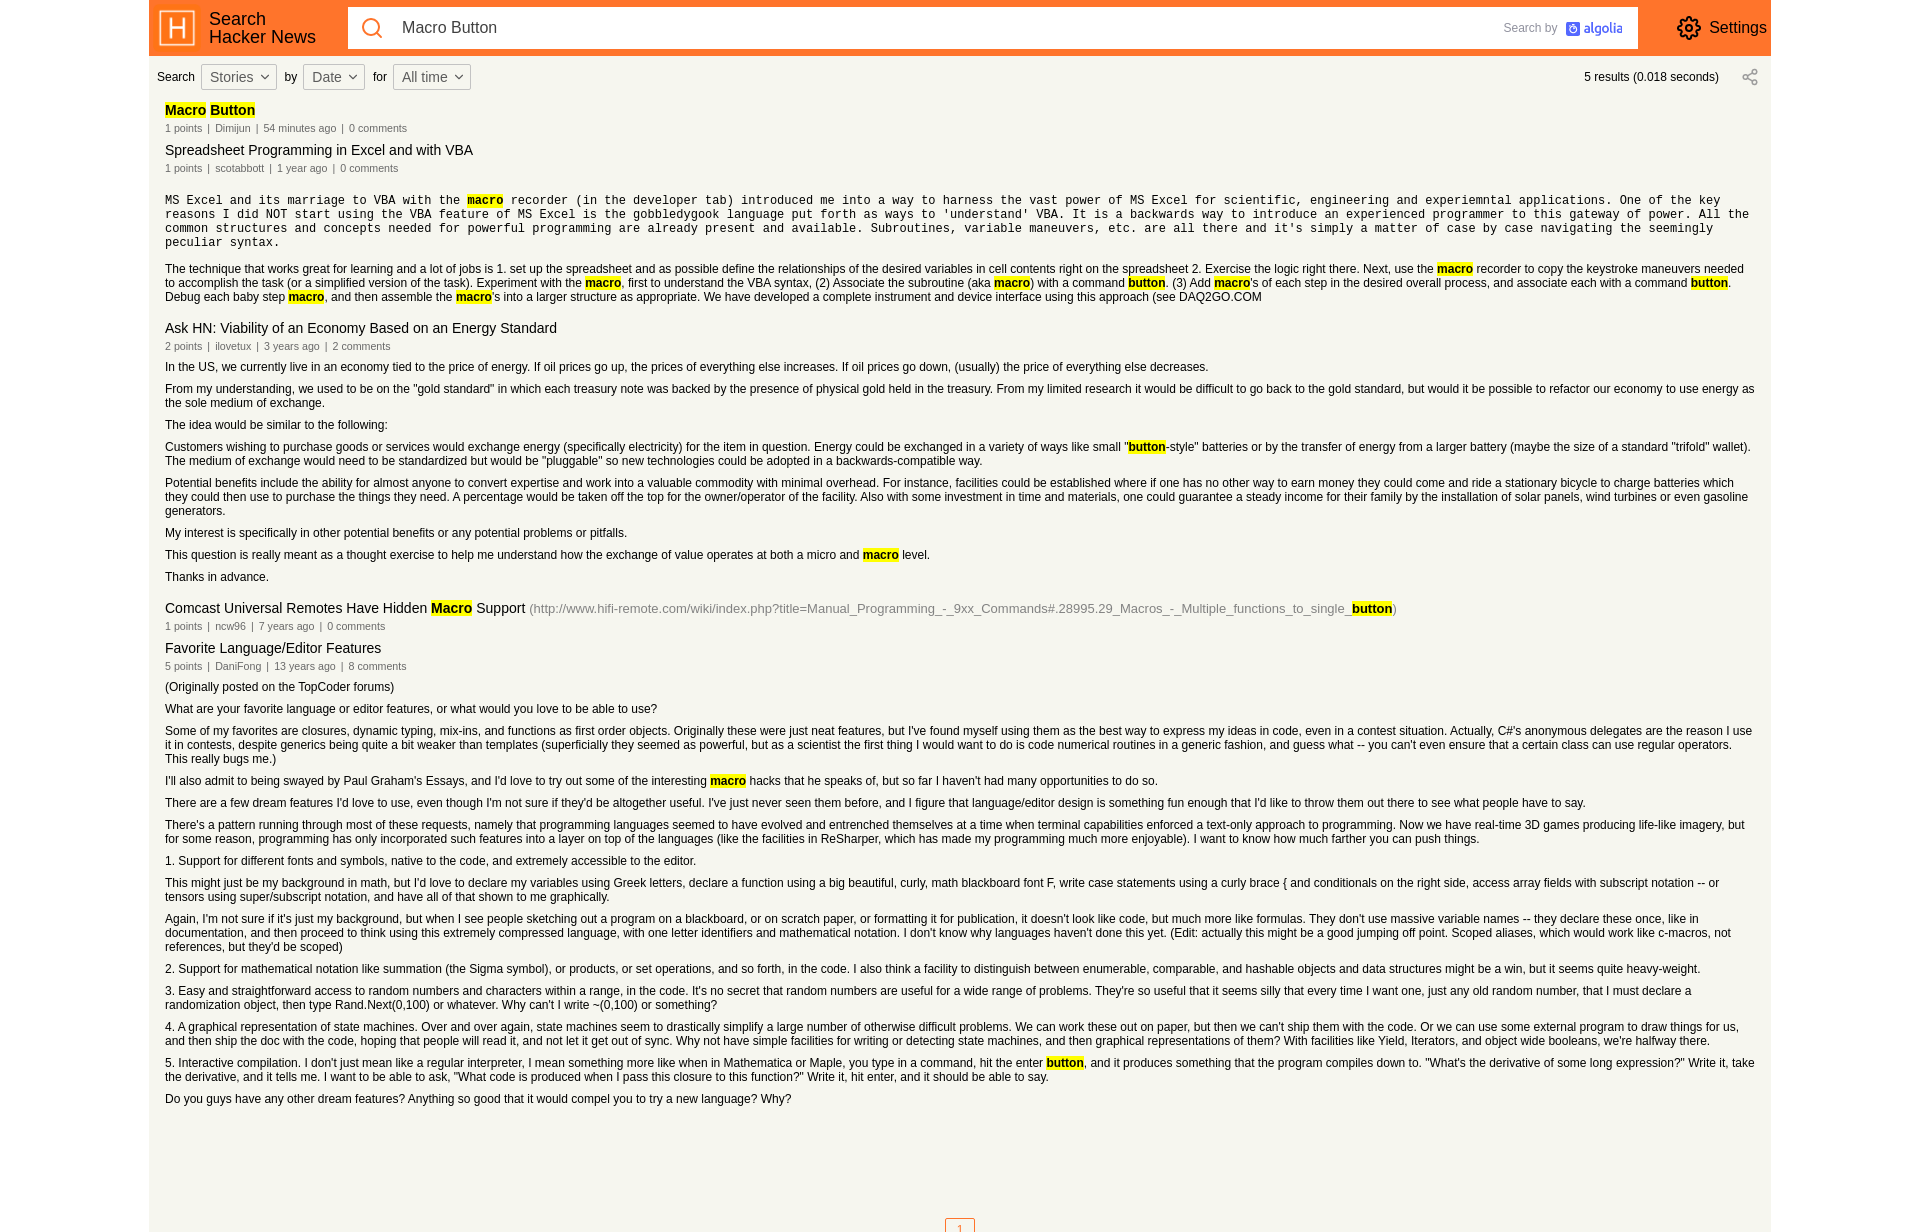 H
Search
Hacker News
Macro Button
Search by algolia
Settings
Search Stories by Date for All time
5 results (0.018 seconds)
Macro Button
1 points | Dimijun | 54 minutes ago | 0 comments
Spreadsheet Programming in Excel and with VBA
1 points | scotabbott | 1 year ago | 0 comments
MS Excel and its marriage to VBA with the macro recorder (in the developer tab) introduced me into a way to harness the vast power of MS Excel for scientific, engineering and experiemntal applications. One of the key
reasons I did NOT start using the VBA feature of MS Excel is the gobbledygook language put forth as ways to 'understand' VBA. It is a backwards way to introduce an experienced programmer to this gateway of power. All the
common structures and concepts needed for powerful programming are already present and available. Subroutines, variable maneuvers, etc. are all there and it's simply a matter of case by case navigating the seemingly
peculiar syntax.
The technique that works great for learning and a lot of jobs is 1. set up the spreadsheet and as possible define the relationships of the desired variables in cell contents right on the spreadsheet 2. Exercise the logic right there. Next, use the macro recorder to copy the keystroke maneuvers needed
to accomplish the task (or a simplified version of the task). Experiment with the macro, first to understand the VBA syntax, (2) Associate the subroutine (aka macro) with a command button. (3) Add macro's of each step in the desired overall process, and associate each with a command button.
Debug each baby step macro, and then assemble the macro's into a larger structure as appropriate. We have developed a complete instrument and device interface using this approach (see DAQ2GO.COM
Ask HN: Viability of an Economy Based on an Energy Standard
2 points | ilovetux | 3 years ago | 2 comments
In the US, we currently live in an economy tied to the price of energy. If oil prices go up, the prices of everything else increases. If oil prices go down, (usually) the price of everything else decreases.
From my understanding, we used to be on the "gold standard" in which each treasury note was backed by the presence of physical gold held in the treasury. From my limited research it would be difficult to go back to the gold standard, but would it be possible to refactor our economy to use energy as
the sole medium of exchange.
The idea would be similar to the following:
Customers wishing to purchase goods or services would exchange energy (specifically electricity) for the item in question. Energy could be exchanged in a variety of ways like small "button-style" batteries or by the transfer of energy from a larger battery (maybe the size of a standard "trifold" wallet).
The medium of exchange would need to be standardized but would be "pluggable" so new technologies could be adopted in a backwards-compatible way.
Potential benefits include the ability for almost anyone to convert expertise and work into a valuable commodity with minimal overhead. For instance, facilities could be established where if one has no other way to earn money they could come and ride a stationary bicycle to charge batteries which
they could then use to purchase the things they need. A percentage would be taken off the top for the owner/operator of the facility. Also with some investment in time and materials, one could guarantee a steady income for their family by the installation of solar panels, wind turbines or even gasoline
generators.
My interest is specifically in other potential benefits or any potential problems or pitfalls.
This question is really meant as a thought exercise to help me understand how the exchange of value operates at both a micro and macro level.
Thanks in advance.
Comcast Universal Remotes Have Hidden Macro Support (http://www.hifi-remote.com/wiki/index.php?title=Manual_Programming_-_9xx_Commands#.28995.29_Macros_-_Multiple_functions_to_single_button)
1 points | ncw96 | 7 years ago | 0 comments
Favorite Language/Editor Features
5 points | DaniFong | 13 years ago | 8 comments
(Originally posted on the TopCoder forums)
What are your favorite language or editor features, or what would you love to be able to use?
Some of my favorites are closures, dynamic typing, mix-ins, and functions as first order objects. Originally these were just neat features, but I've found myself using them as the best way to express my ideas in code, even in a contest situation. Actually, C#'s anonymous delegates are the reason I use
it in contests, despite generics being quite a bit weaker than templates (superficially they seemed as powerful, but as a scientist the first thing I would want to do is code numerical routines in a generic fashion, and guess what -- you can't even ensure that a certain class can use regular operators.
This really bugs me.)
I'll also admit to being swayed by Paul Graham's Essays, and I'd love to try out some of the interesting macro hacks that he speaks of, but so far I haven't had many opportunities to do so.
There are a few dream features I'd love to use, even though I'm not sure if they'd be altogether useful. I've just never seen them before, and I figure that language/editor design is something fun enough that I'd like to throw them out there to see what people have to say.
There's a pattern running through most of these requests, namely that programming languages seemed to have evolved and entrenched themselves at a time when terminal capabilities enforced a text-only approach to programming. Now we have real-time 3D games producing life-like imagery, but
for some reason, programming has only incorporated such features into a layer on top of the languages (like the facilities in ReSharper, which has made my programming much more enjoyable). I want to know how much farther you can push things.
1. Support for different fonts and symbols, native to the code, and extremely accessible to the editor.
This might just be my background in math, but I'd love to declare my variables using Greek letters, declare a function using a big beautiful, curly, math blackboard font F, write case statements using a curly brace { and conditionals on the right side, access array fields with subscript notation -- or
tensors using super/subscript notation, and have all of that shown to me graphically.
Again, I'm not sure if it's just my background, but when I see people sketching out a program on a blackboard, or on scratch paper, or formatting it for publication, it doesn't look like code, but much more like formulas. They don't use massive variable names -- they declare these once, like in
documentation, and then proceed to think using this extremely compressed language, with one letter identifiers and mathematical notation. I don't know why languages haven't done this yet. (Edit: actually this might be a good jumping off point. Scoped aliases, which would work like c-macros, not
references, but they'd be scoped)
2. Support for mathematical notation like summation (the Sigma symbol), or products, or set operations, and so forth, in the code. I also think a facility to distinguish between enumerable, comparable, and hashable objects and data structures might be a win, but it seems quite heavy-weight.
3. Easy and straightforward access to random numbers and characters within a range, in the code. It's no secret that random numbers are useful for a wide range of problems. They're so useful that it seems silly that every time I want one, just any old random number, that I must declare a
randomization object, then type Rand.Next(0,100) or whatever. Why can't I write ~(0,100) or something?
4. A graphical representation of state machines. Over and over again, state machines seem to drastically simplify a large number of otherwise difficult problems. We can work these out on paper, but then we can't ship them with the code. Or we can use some external program to draw things for us,
and then ship the doc with the code, hoping that people will read it, and not let it get out of sync. Why not have simple facilities for writing or detecting state machines, and then graphical representations of them? With facilities like Yield, Iterators, and object wide booleans, we're halfway there.
5. Interactive compilation. I don't just mean like a regular interpreter, I mean something more like when in Mathematica or Maple, you type in a command, hit the enter button, and it produces something that the program compiles down to. "What's the derivative of some long expression?" Write it, take
the derivative, and it tells me. I want to be able to ask, "What code is produced when I pass this closure to this function?" Write it, hit enter, and it should be able to say.
Do you guys have any other dream features? Anything so good that it would compel you to try a new language? Why?
1